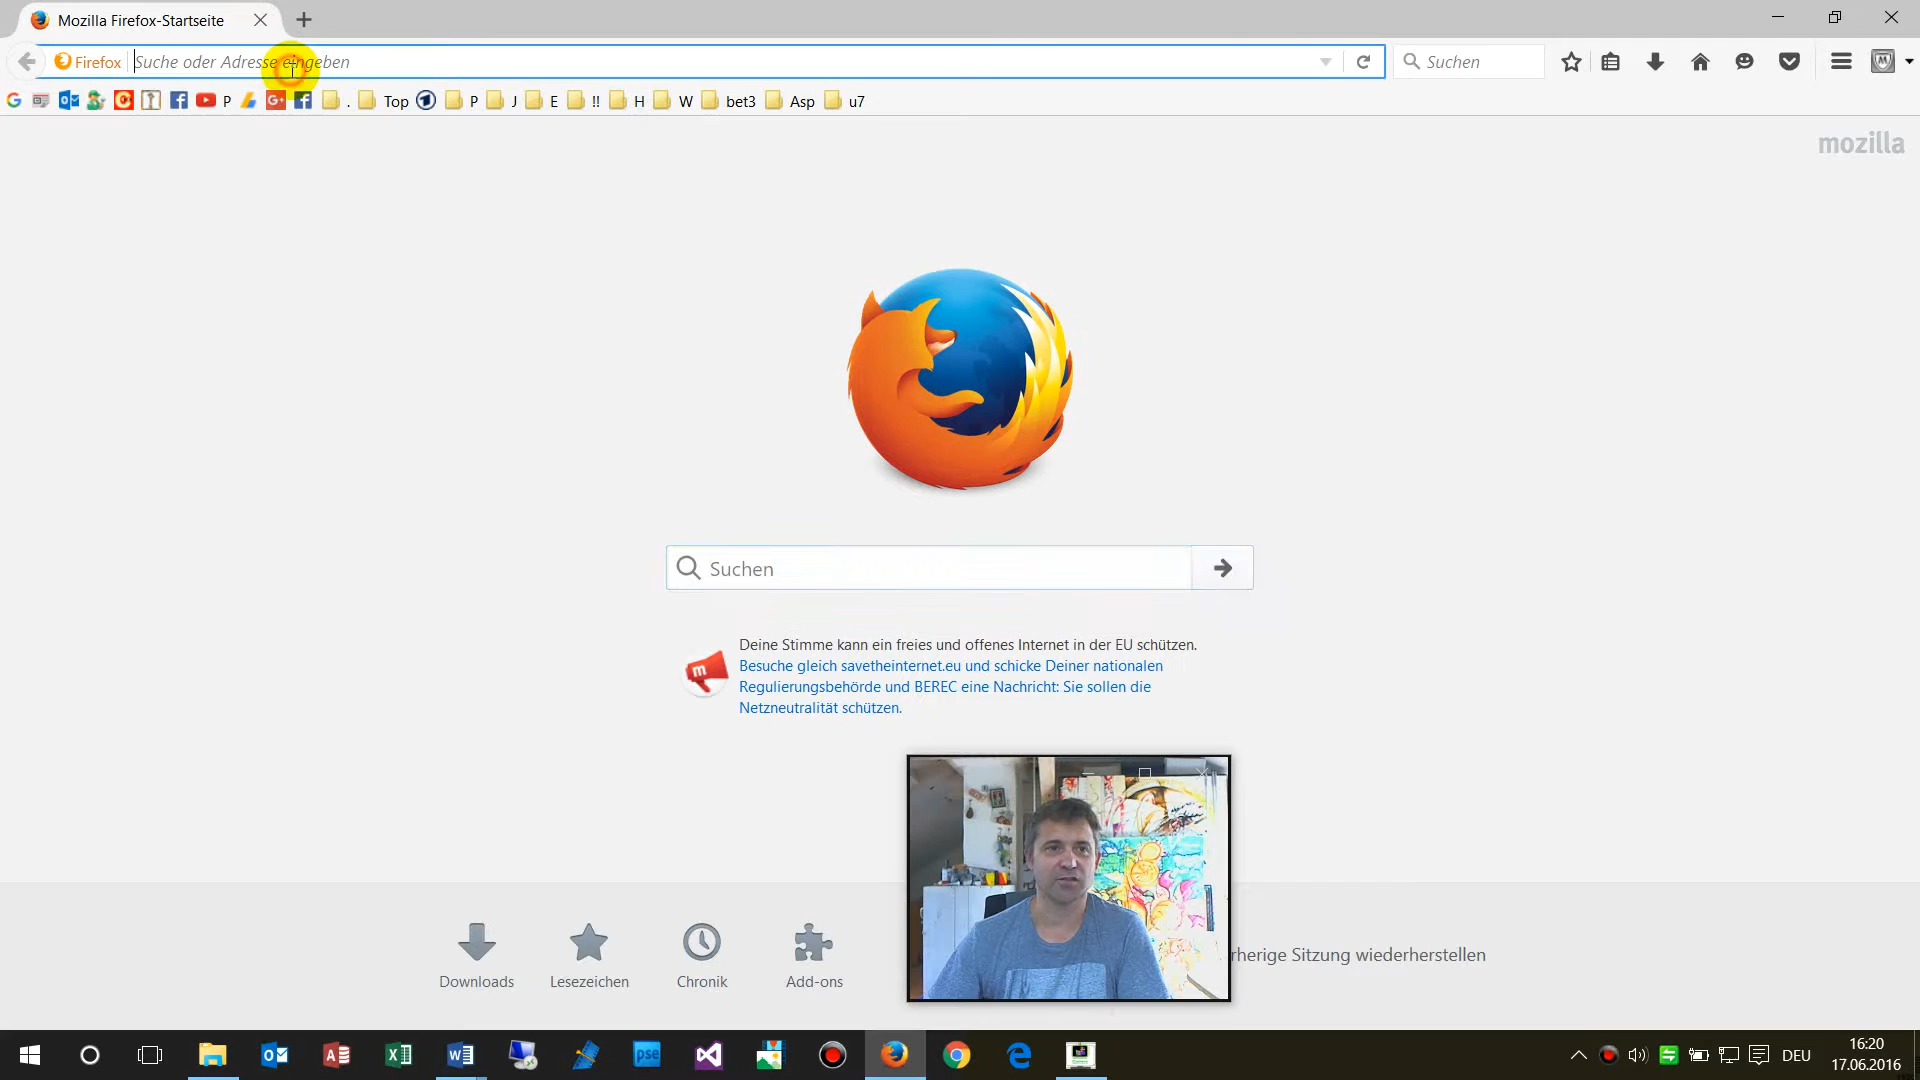 Mozilla Firefox-Startseite
Firefox
Suche oder Adresse eingeben
Suchen
P
.
Top
P
J
E
!!
H
W
bet3
Asp
u7
mozilla
Suchen
Deine Stimme kann ein freies und offenes Internet in der EU schützen.
Besuche gleich savetheinternet.eu und schicke Deiner nationalen
Regulierungsbehörde und BEREC eine Nachricht: Sie sollen die
Netzneutralität schützen.
Downloads
Lesezeichen
Chronik
Add-ons
rherige Sitzung wiederherstellen
pse
DEU
16:20
17.06.2016